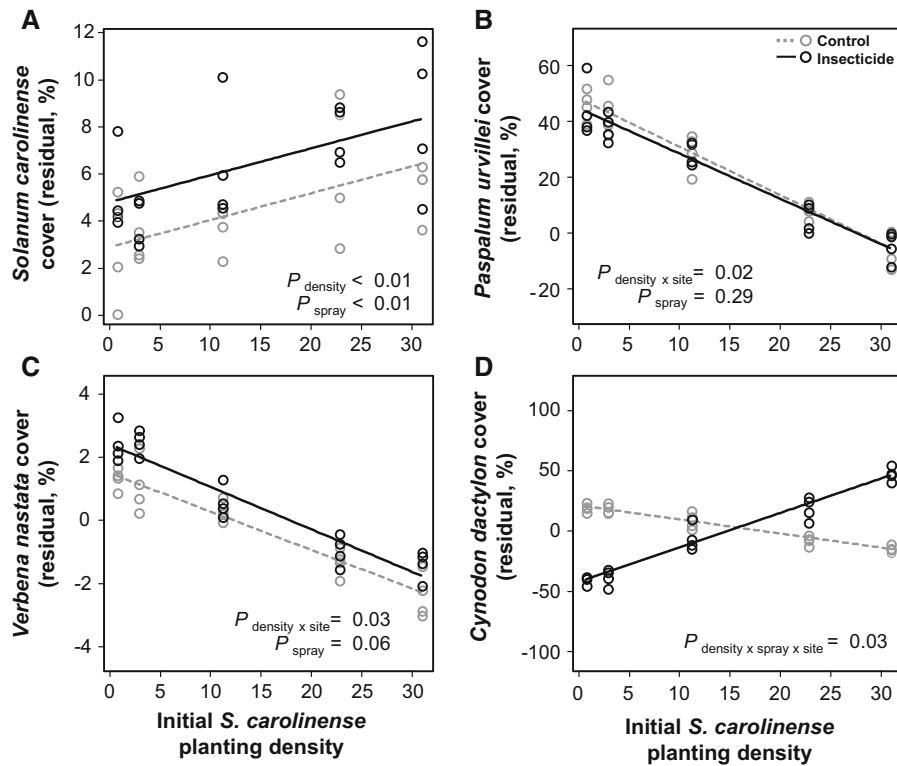 A
Solanum carolinense
cover (residual, %)
12
10
8
6
4
2
0
P density < 0.01
P spray < 0.01
0 5 10 15 20 25 30
B
Control
Insecticide
Paspalum urvillei cover
(residual, %)
60
40
20
0
-20
P density x site = 0.02
P spray = 0.29
0 5 10 15 20 25 30
C
Verbena nastata cover
(residual, %)
4
2
0
-2
-4
P density x site = 0.03
P spray = 0.06
0 5 10 15 20 25 30
Initial S. carolinense
planting density
D
Cynodon dactylon cover
(residual, %)
100
50
0
-50
-100
P density x spray x site = 0.03
0 5 10 15 20 25 30
Initial S. carolinense
planting density